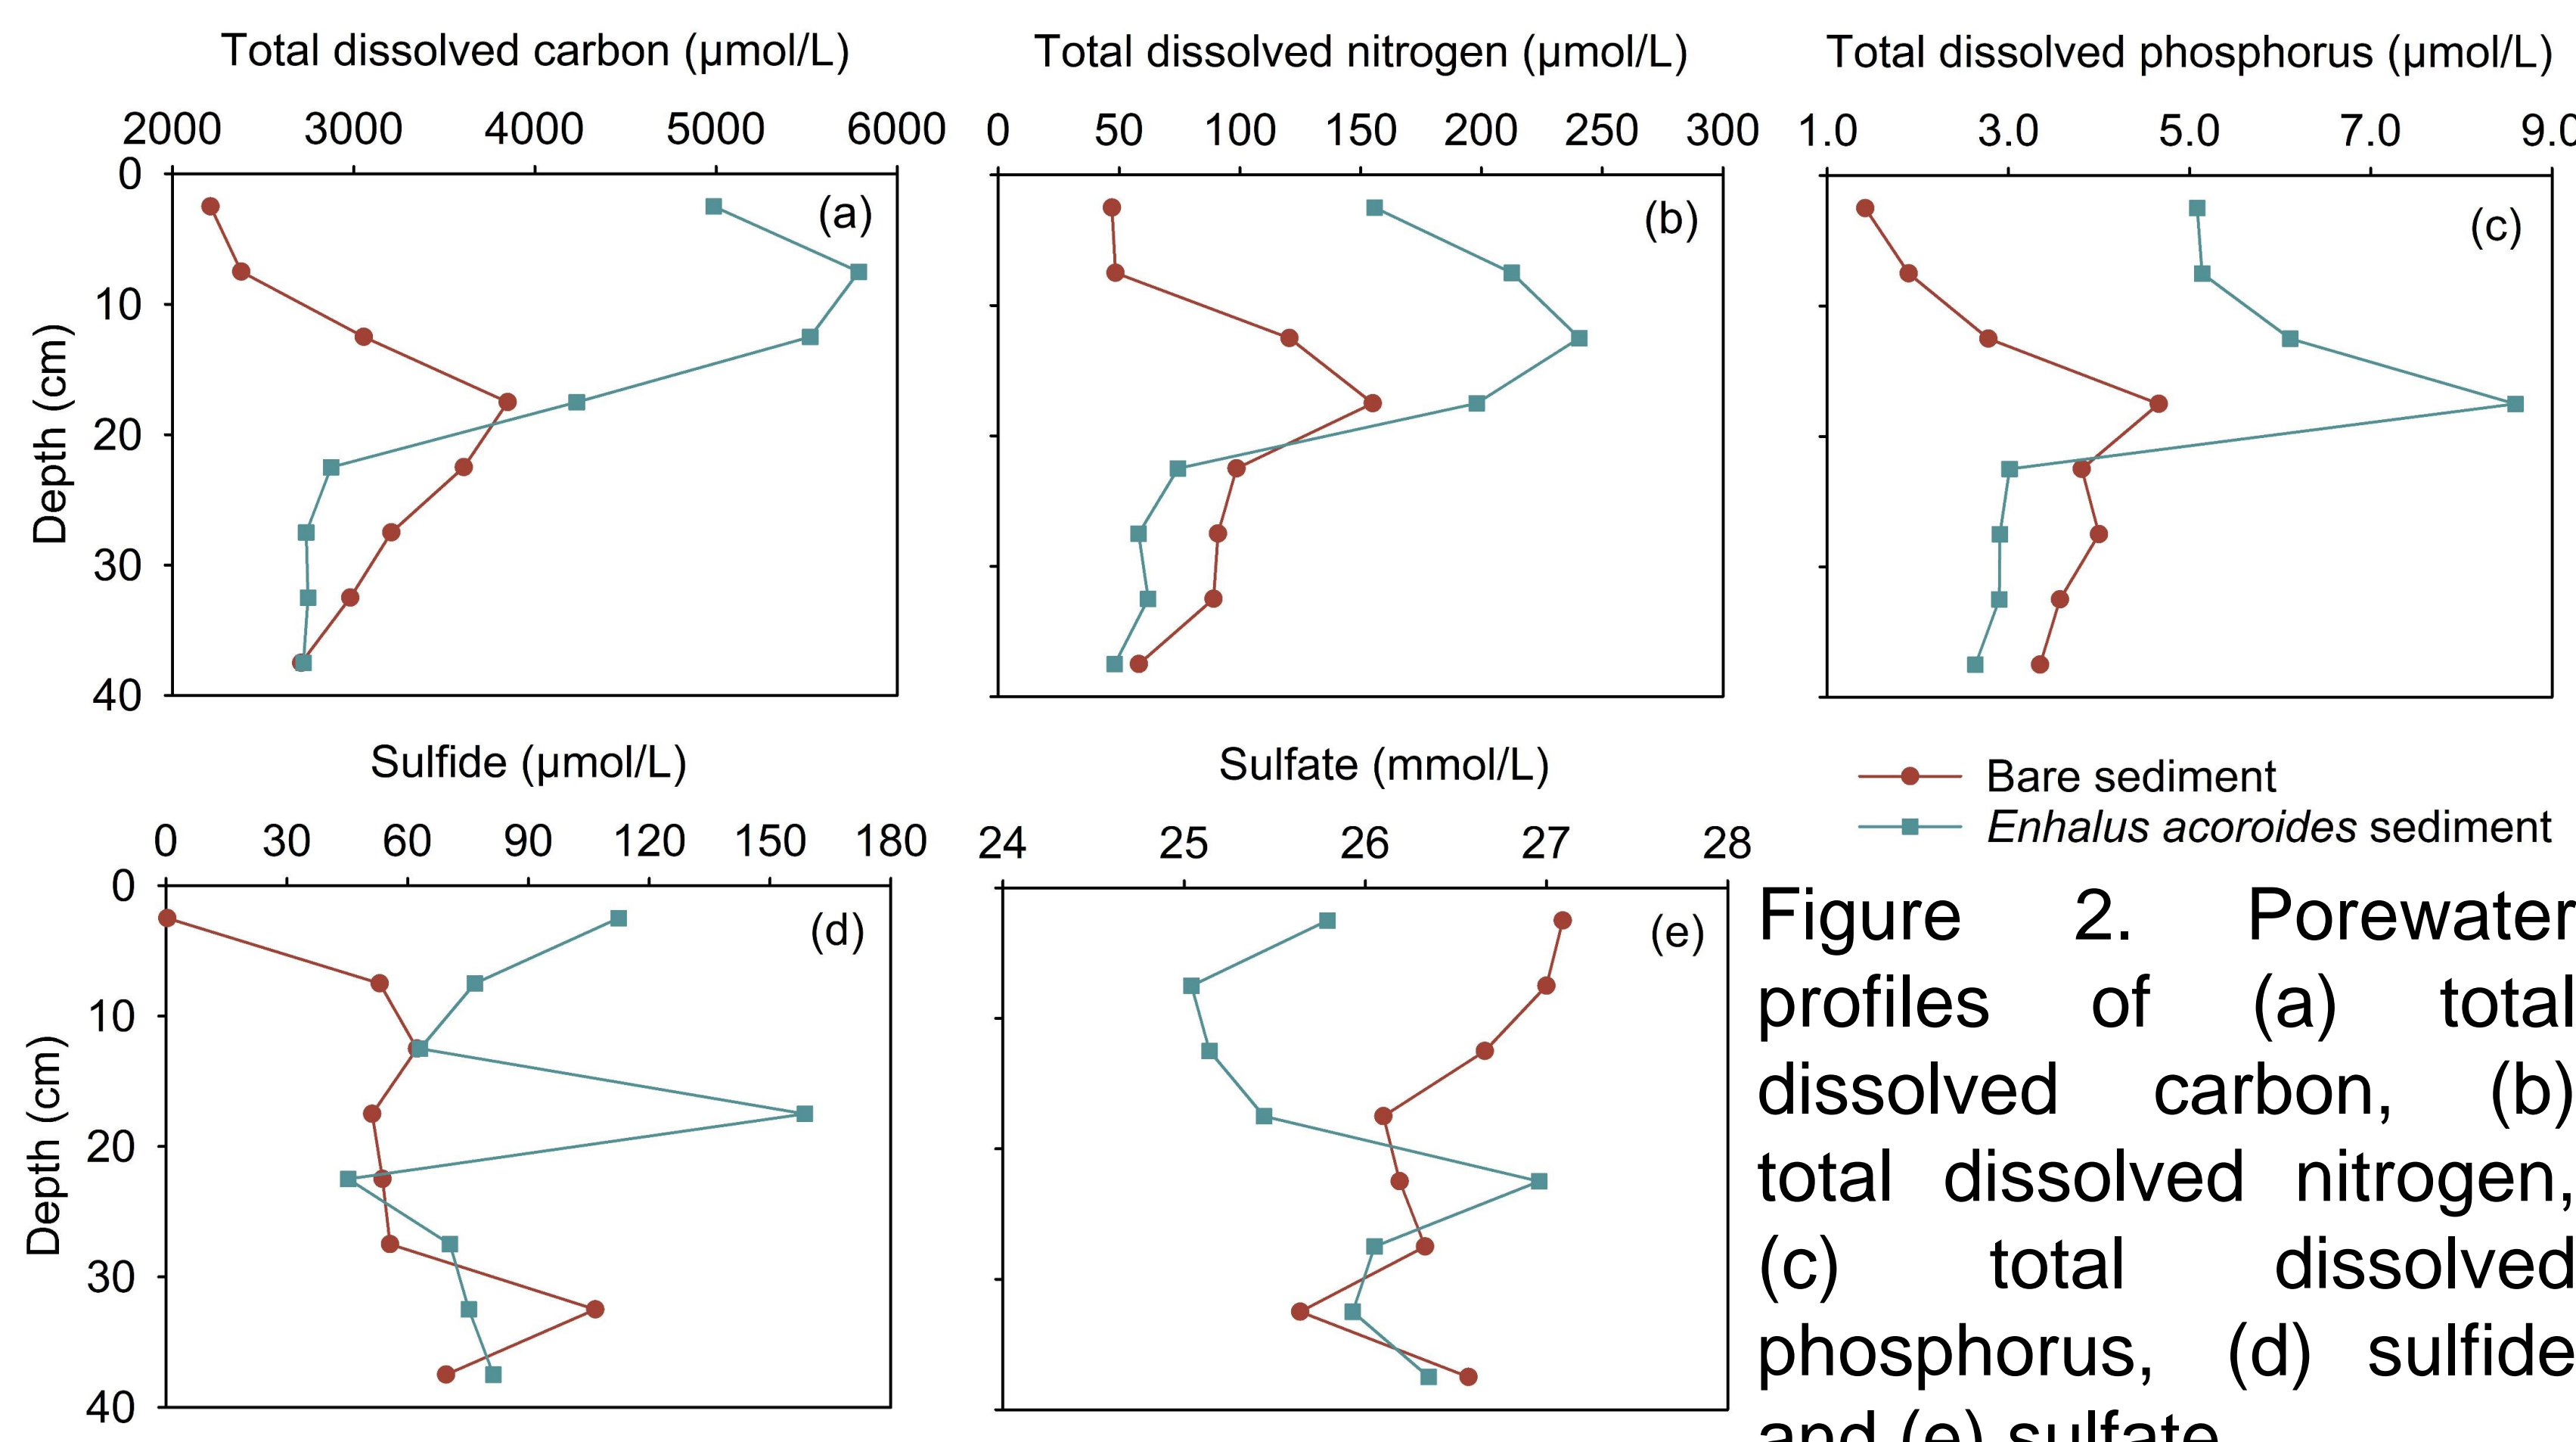 Total dissolved carbon (µmol/L)
2000 3000 4000 5000 6000
0
10
20
30
40
Depth (cm)
(a)
Total dissolved nitrogen (µmol/L)
0 50 100 150 200 250 300
(b)
Total dissolved phosphorus (µmol/L)
1.0 3.0 5.0 7.0 9.0
(c)
Sulfide (µmol/L)
0 30 60 90 120 150 180
0
10
20
30
40
Depth (cm)
(d)
Sulfate (mmol/L)
24 25 26 27 28
(e)
Bare sediment
Enhalus acoroides sediment
Figure 2. Porewater
profiles of (a) total
dissolved carbon, (b)
total dissolved nitrogen,
(c) total dissolved
phosphorus, (d) sulfide
and (e) sulfate